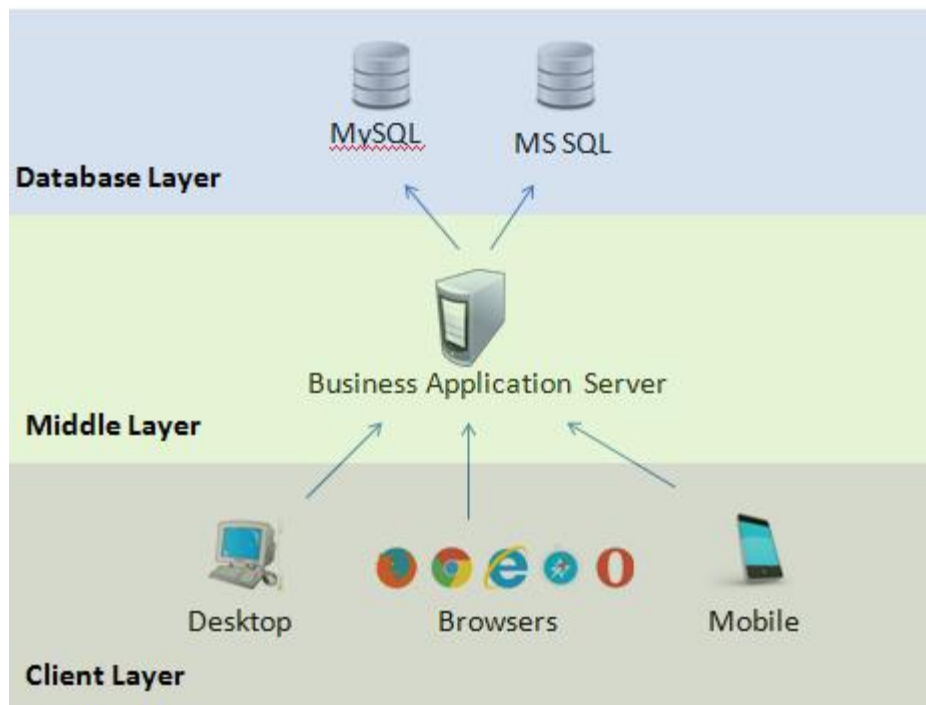 MySQL
MS SQL
Database Layer
Business Application Server
Middle Layer
Desktop
Browsers
Mobile
Client Layer